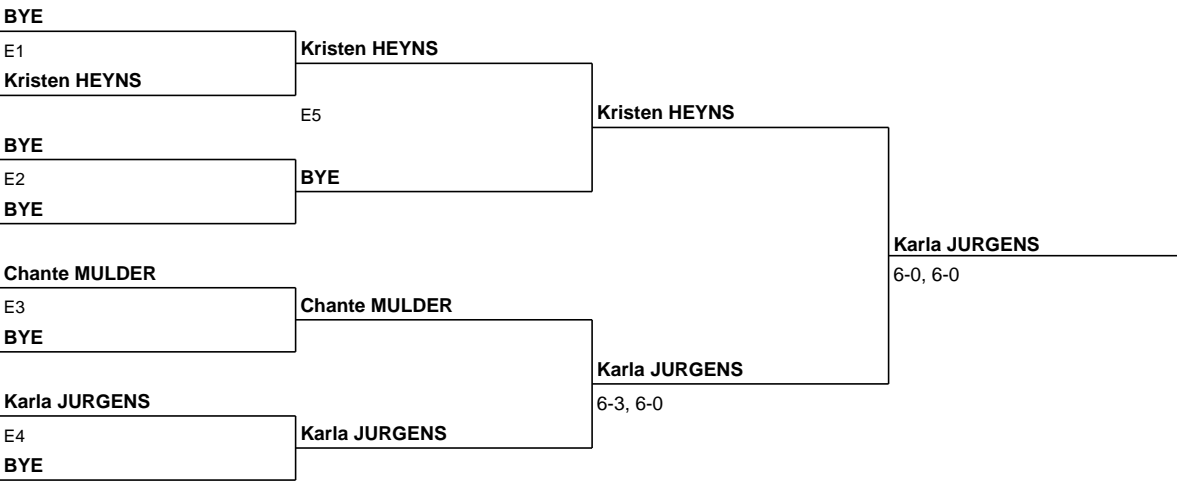 BYE
E1
Kristen HEYNS
BYE
E2
BYE
Chante MULDER
E3
BYE
Karla JURGENS
E4
BYE
Kristen HEYNS
E5
BYE
Chante MULDER
Karla JURGENS
Kristen HEYNS
Karla JURGENS
6-3, 6-0
Karla JURGENS
6-0, 6-0